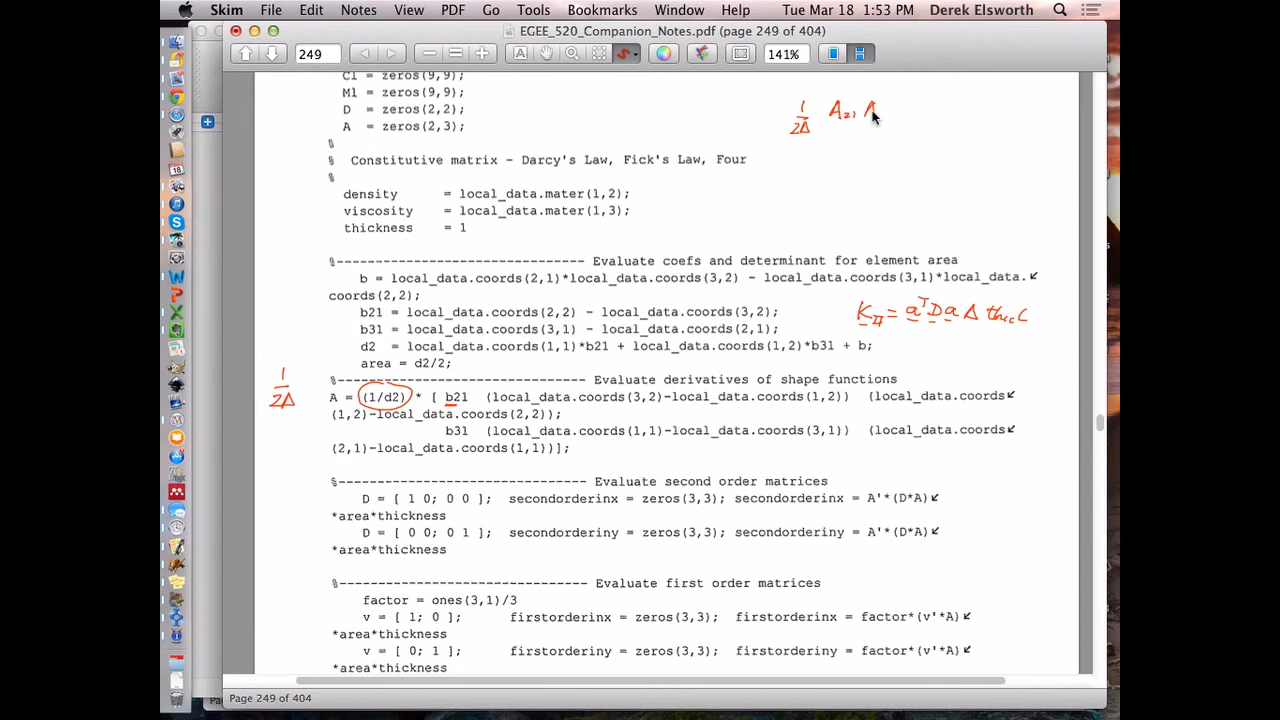 Skim File Edit Notes View PDF Go Tools Bookmarks Window Help Tue Mar 18 1:53 PM Derek Elsworth
EGEE_520_Companion_Notes.pdf (page 249 of 404)
249 141%
C1 = zeros(9,9);
M1 = zeros(9,9);
D = zeros(2,2);
A = zeros(2,3);
1/2Δ A2, A
%
% Constitutive matrix - Darcy's Law, Fick's Law, Four
%
density = local_data.mater(1,2);
viscosity = local_data.mater(1,3);
thickness = 1
%------------------------------ Evaluate coefs and determinant for element area
b = local_data.coords(2,1)*local_data.coords(3,2) - local_data.coords(3,1)*local_data.↙
coords(2,2);
b21 = local_data.coords(2,2) - local_data.coords(3,2);
b31 = local_data.coords(3,1) - local_data.coords(2,1);
d2 = local_data.coords(1,1)*b21 + local_data.coords(1,2)*b31 + b;
area = d2/2;
%------------------------------ Evaluate derivatives of shape functions
1/2Δ
A = (1/d2) * [ b21 (local_data.coords(3,2)-local_data.coords(1,2)) (local_data.coords↙
(1,2)-local_data.coords(2,2));
b31 (local_data.coords(1,1)-local_data.coords(3,1)) (local_data.coords↙
(2,1)-local_data.coords(1,1))];
%------------------------------ Evaluate second order matrices
D = [ 1 0; 0 0 ]; secondorderinx = zeros(3,3); secondorderinx = A'*(D*A)↙
*area*thickness
D = [ 0 0; 0 1 ]; secondorderiny = zeros(3,3); secondorderiny = A'*(D*A)↙
*area*thickness
%------------------------------ Evaluate first order matrices
factor = ones(3,1)/3
v = [ 1; 0 ]; firstorderinx = zeros(3,3); firstorderinx = factor*(v'*A)↙
*area*thickness
v = [ 0; 1 ]; firstorderiny = zeros(3,3); firstorderiny = factor*(v'*A)↙
*area*thickness
Page 249 of 404